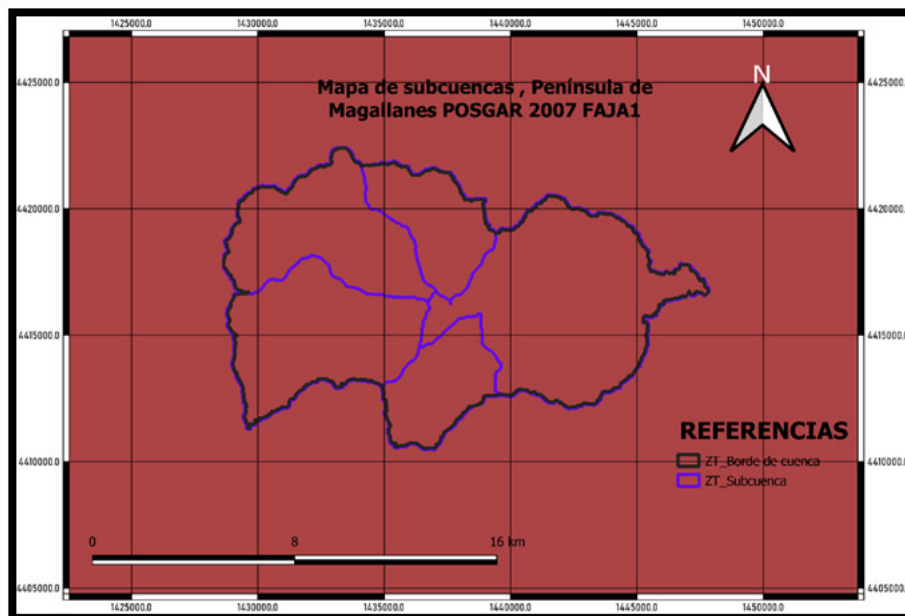 1425000.0 1430000.0 1435000.0 1440000.0 1445000.0 1450000.0
4425000.0 4425000.0
N
Mapa de subcuencas , Península de
Magallanes POSGAR 2007 FAJA1
4420000.0 4420000.0
4415000.0 4415000.0
REFERENCIAS
ZT_Borde de cuenca
4410000.0 4410000.0
ZT_Subcuenca
0 8 16 km
4405000.0 4405000.0
1425000.0 1430000.0 1435000.0 1440000.0 1445000.0 1450000.0